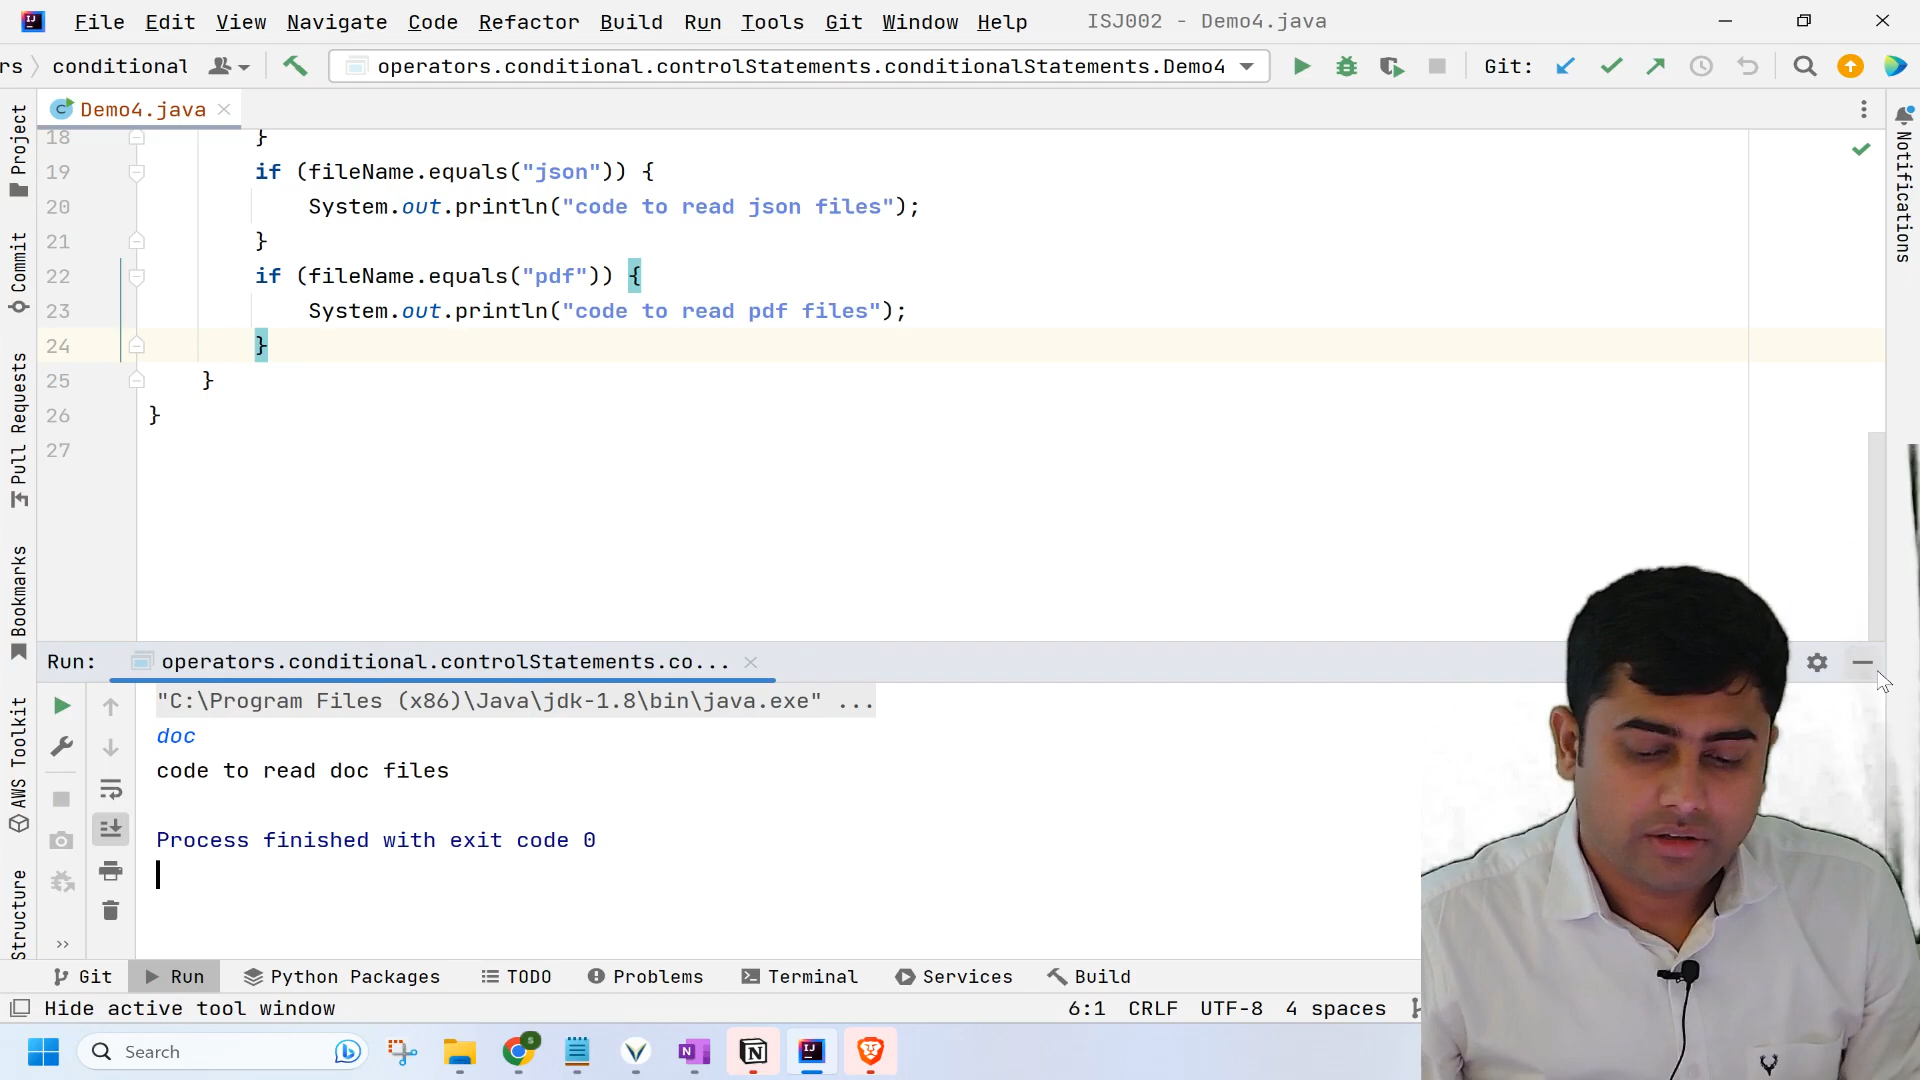 File Edit View Navigate Code Refactor Build Run Tools Git Window Help ISJ002 - Demo4.java
rs conditional operators.conditional.controlStatements.conditionalStatements.Demo4 Git:
Demo4.java
18 }
19 if (fileName.equals("json")) {
20 System.out.println("code to read json files");
21 }
22 if (fileName.equals("pdf")) {
23 System.out.println("code to read pdf files");
24 }
25 }
26 }
27
Project
Commit
Pull Requests
Bookmarks
AWS Toolkit
Structure
Notifications
Run: operators.conditional.controlStatements.co...
"C:\Program Files (x86)\Java\jdk-1.8\bin\java.exe" ...
doc
code to read doc files
Process finished with exit code 0
Git Run Python Packages TODO Problems Terminal Services Build
Hide active tool window 6:1 CRLF UTF-8 4 spaces
Search